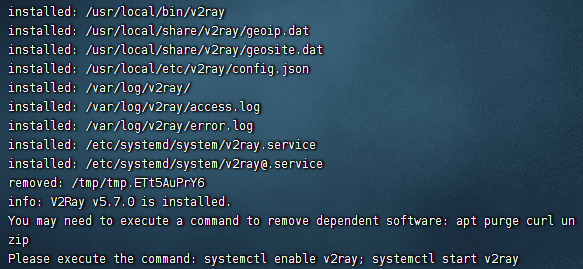 installed: /usr/local/bin/v2ray
installed: /usr/local/share/v2ray/geoip.dat
installed: /usr/local/share/v2ray/geosite.dat
installed: /usr/local/etc/v2ray/config.json
installed: /var/log/v2ray/
installed: /var/log/v2ray/access.log
installed: /var/log/v2ray/error.log
installed: /etc/systemd/system/v2ray.service
installed: /etc/systemd/system/v2ray@.service
removed: /tmp/tmp.ETt5AuPrY6
info: V2Ray v5.7.0 is installed.
You may need to execute a command to remove dependent software: apt purge curl un
zip
Please execute the command: systemctl enable v2ray; systemctl start v2ray